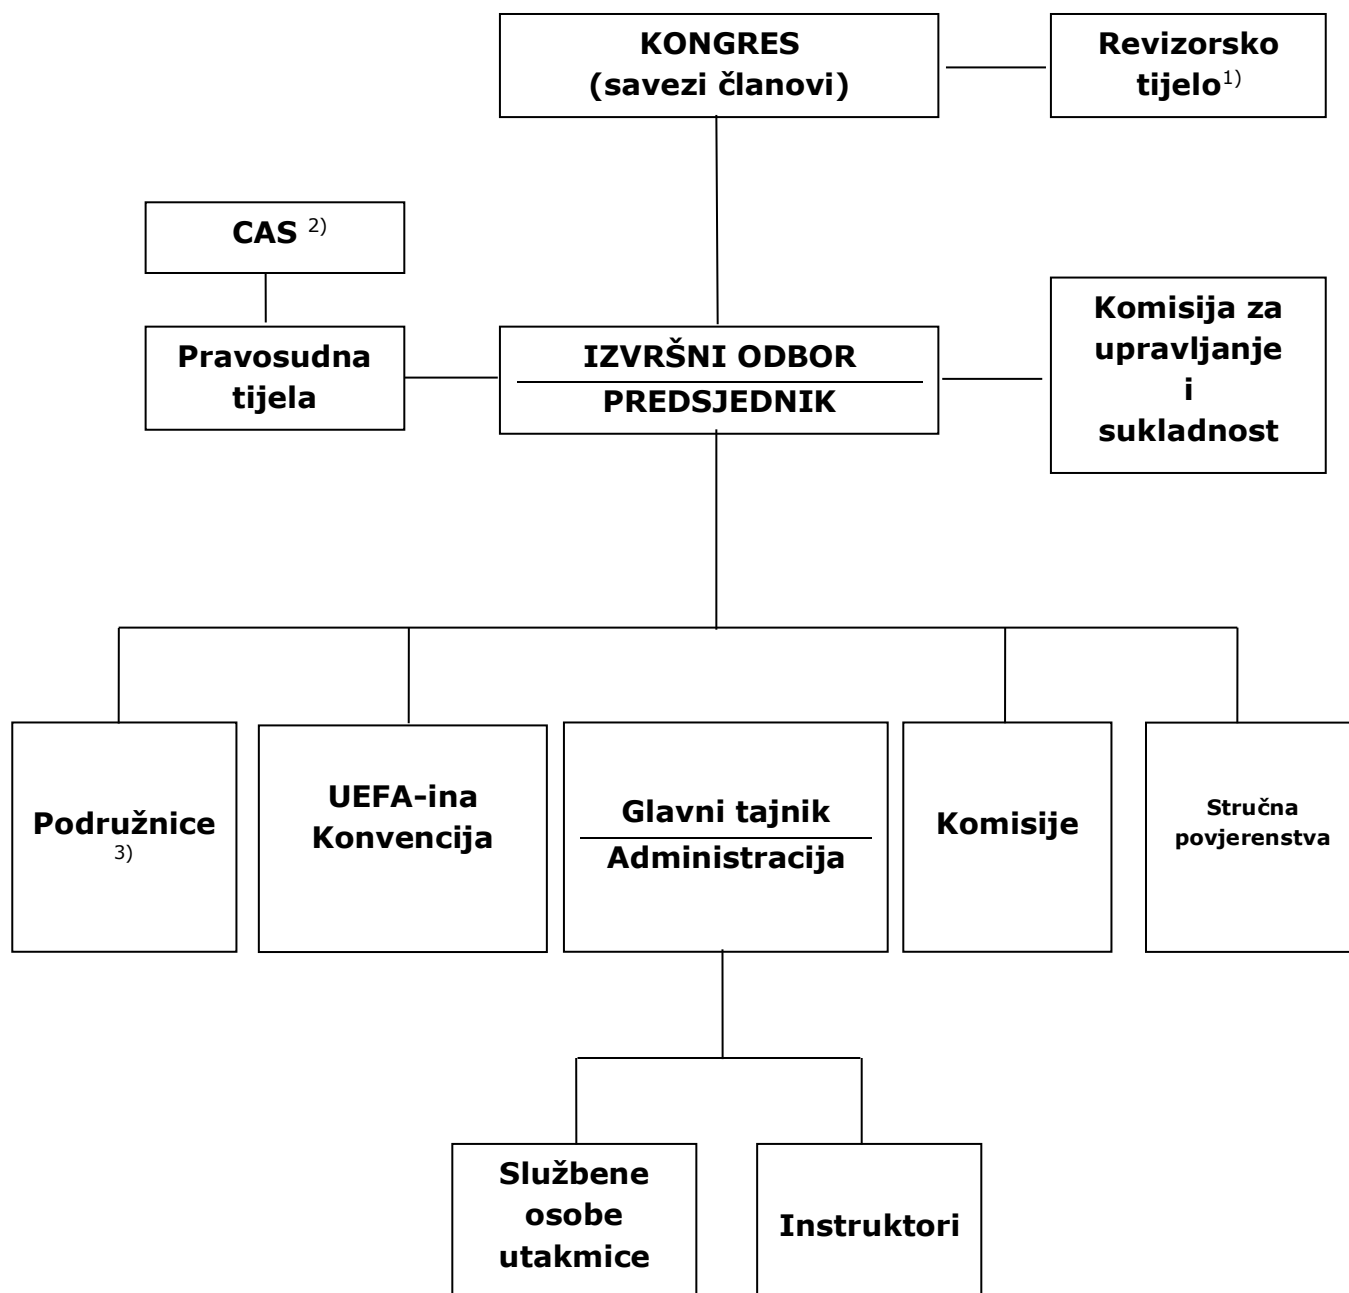 KONGRES
(savezi članovi)
Revizorsko
tijelo1)
CAS 2)
Pravosudna
tijela
IZVRŠNI ODBOR
PREDSJEDNIK
Komisija za
upravljanje
i
sukladnost
Podružnice
3)
UEFA-ina
Konvencija
Glavni tajnik
Administracija
Komisije
Stručna
povjerenstva
Službene
osobe
utakmice
Instruktori